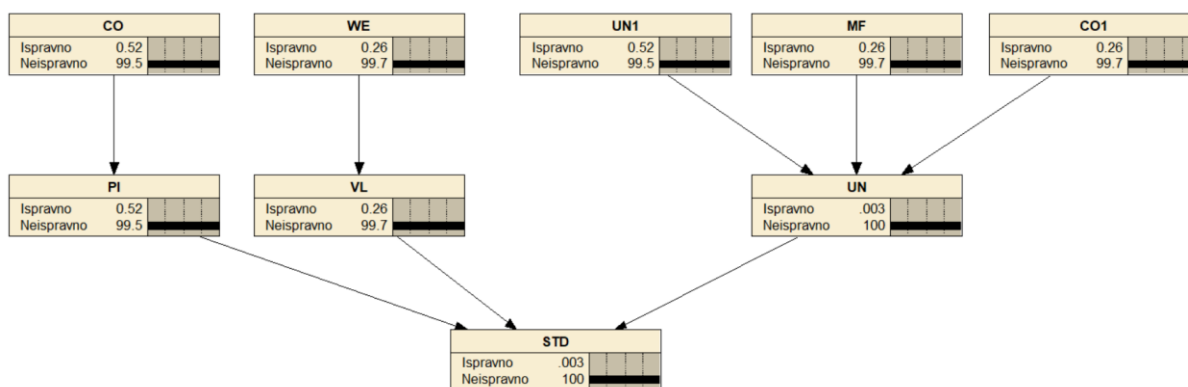 CO
Ispravno 0.52
Neispravno 99.5
WE
Ispravno 0.26
Neispravno 99.7
UN1
Ispravno 0.52
Neispravno 99.5
MF
Ispravno 0.26
Neispravno 99.7
CO1
Ispravno 0.26
Neispravno 99.7
PI
Ispravno 0.52
Neispravno 99.5
VL
Ispravno 0.26
Neispravno 99.7
UN
Ispravno .003
Neispravno 100
STD
Ispravno .003
Neispravno 100